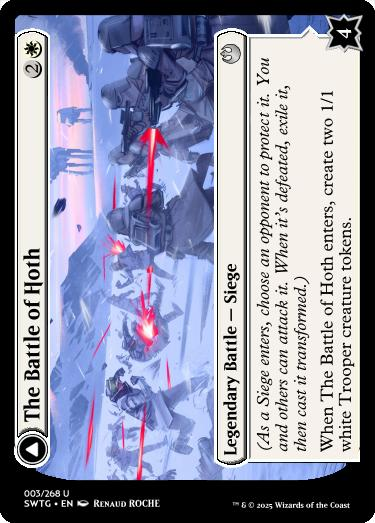 The Battle of Hoth
2
Legendary Battle — Siege
(As a Siege enters, choose an opponent to protect it. You
and others can attack it. When it's defeated, exile it,
then cast it transformed.)
When The Battle of Hoth enters, create two 1/1
white Trooper creature tokens.
4
003/268 U
SWTG • EN RENAUD ROCHE
™ & © 2025 Wizards of the Coast